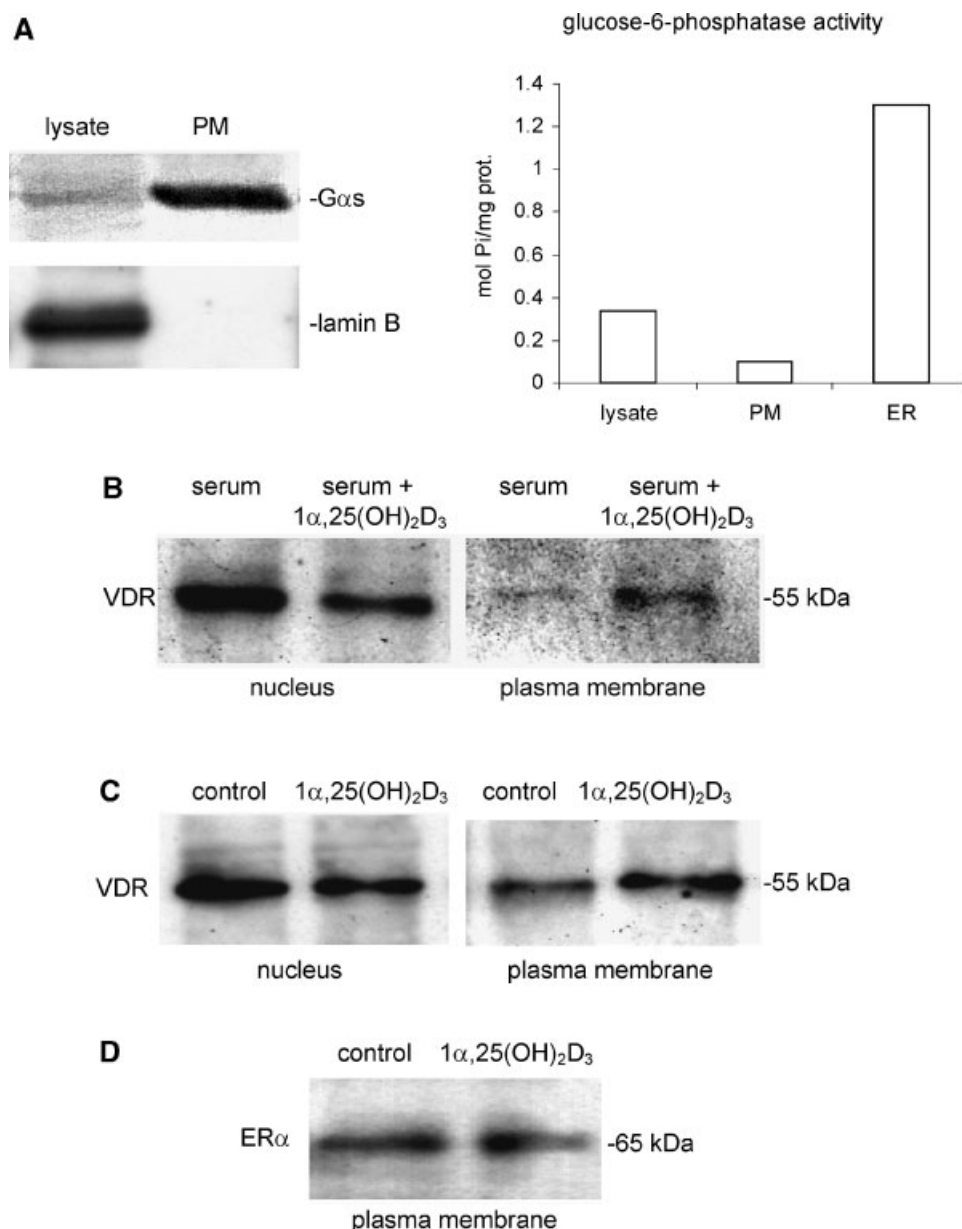 A
glucose-6-phosphatase activity
lysate PM
-Gαs
-lamin B
mol Pi/mg prot.
1.4
1.2
1
0.8
0.6
0.4
0.2
0
lysate PM ER
B
serum serum + 1α,25(OH)₂D₃ serum serum + 1α,25(OH)₂D₃
VDR -55 kDa
nucleus plasma membrane
C
control 1α,25(OH)₂D₃ control 1α,25(OH)₂D₃
VDR -55 kDa
nucleus plasma membrane
D
control 1α,25(OH)₂D₃
ERα -65 kDa
plasma membrane